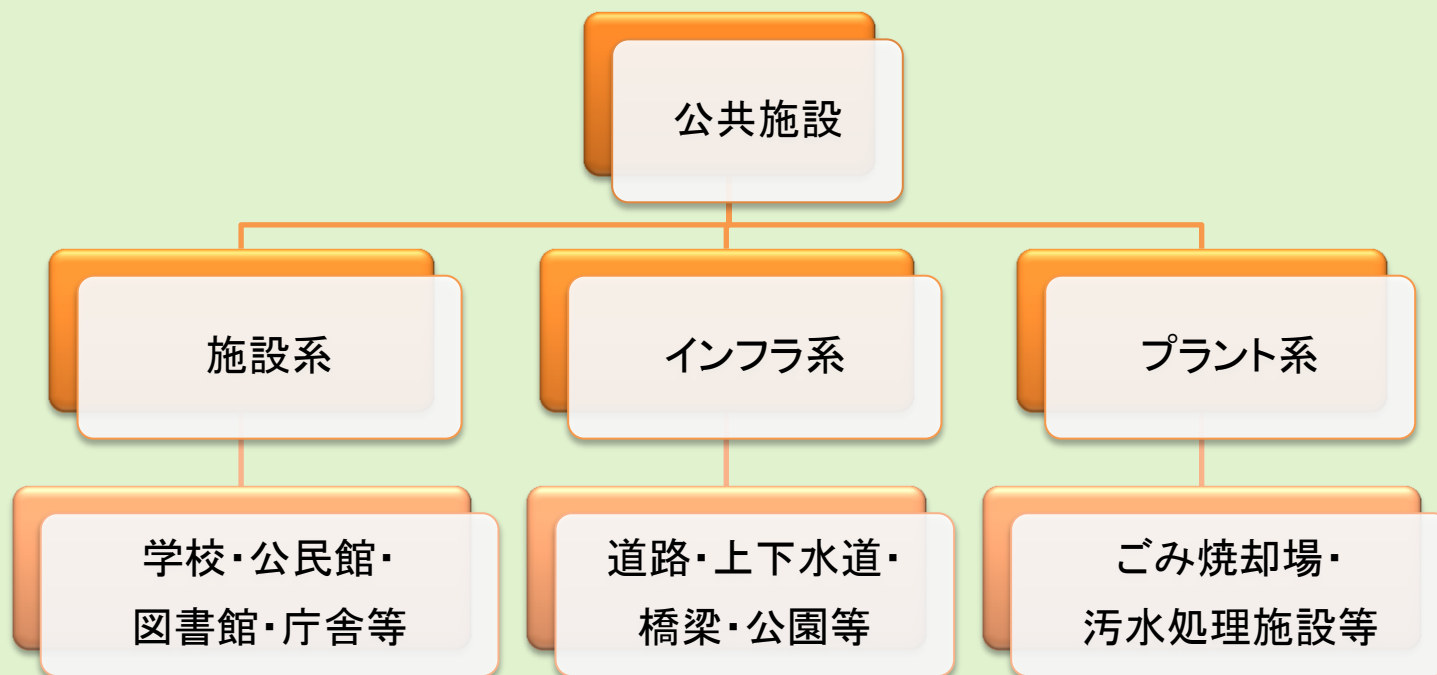 公共施設
施設系
インフラ系
プラント系
学校・公民館・
図書館・庁舎等
道路・上下水道・
橋梁・公園等
ごみ焼却場・
汚水処理施設等